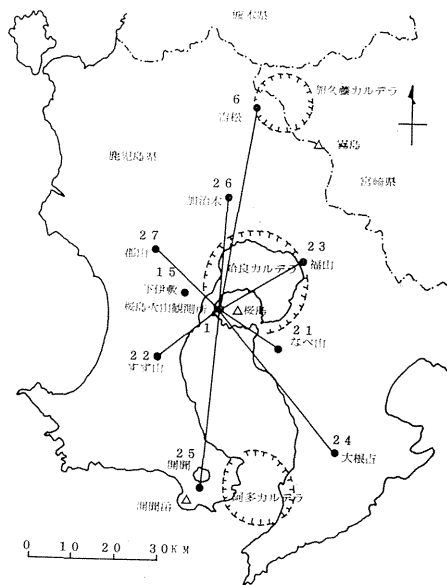 熊本県
加久藤カルデラ
6
吉松
霧島
鹿児島県
宮崎県
26
加治木
27
郡山
23
福山
姶良カルデラ
15
下伊敷
桜島火山観測所
桜島
1
21
なべ山
22
すず山
24
大根占
25
開聞
阿多カルデラ
開聞岳
0 10 20 30KM